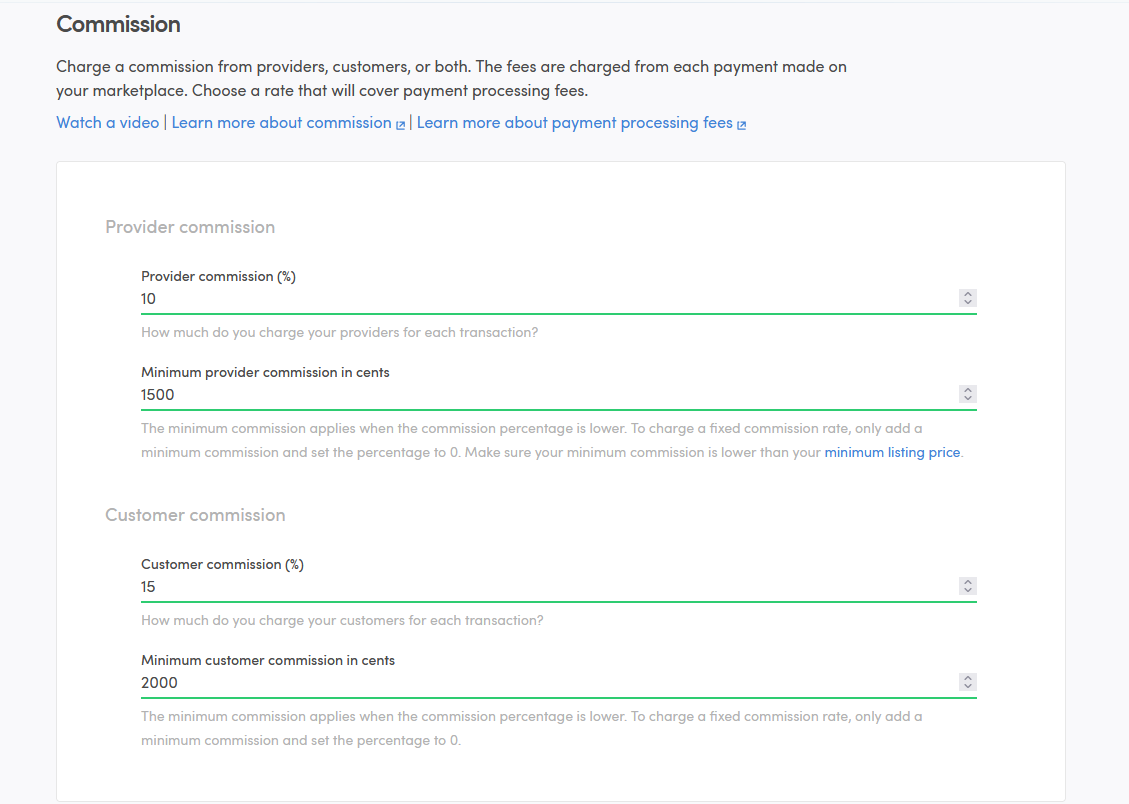 Commission
Charge a commission from providers, customers, or both. The fees are charged from each payment made on
your marketplace. Choose a rate that will cover payment processing fees.
Watch a video | Learn more about commission | Learn more about payment processing fees
Provider commission
Provider commission (%)
10
How much do you charge your providers for each transaction?
Minimum provider commission in cents
1500
The minimum commission applies when the commission percentage is lower. To charge a fixed commission rate, only add a
minimum commission and set the percentage to 0. Make sure your minimum commission is lower than your minimum listing price.
Customer commission
Customer commission (%)
15
How much do you charge your customers for each transaction?
Minimum customer commission in cents
2000
The minimum commission applies when the commission percentage is lower. To charge a fixed commission rate, only add a
minimum commission and set the percentage to 0.